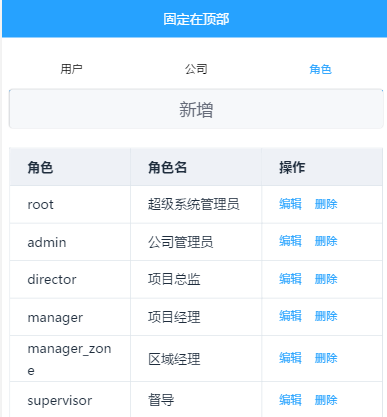 固定在顶部
用户 公司 角色
新增
角色 角色名 操作
root 超级系统管理员 编辑 删除
admin 公司管理员 编辑 删除
director 项目总监 编辑 删除
manager 项目经理 编辑 删除
manager_zon
e 区域经理 编辑 删除
supervisor 督导 编辑 删除